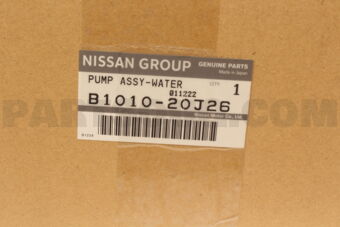 NISSAN GROUP
GENUINE PARTS
Made in Japan
PUMP ASSY-WATER
QTY.
1
011222
B1010-20J26
Nissan Motor Co., Ltd.